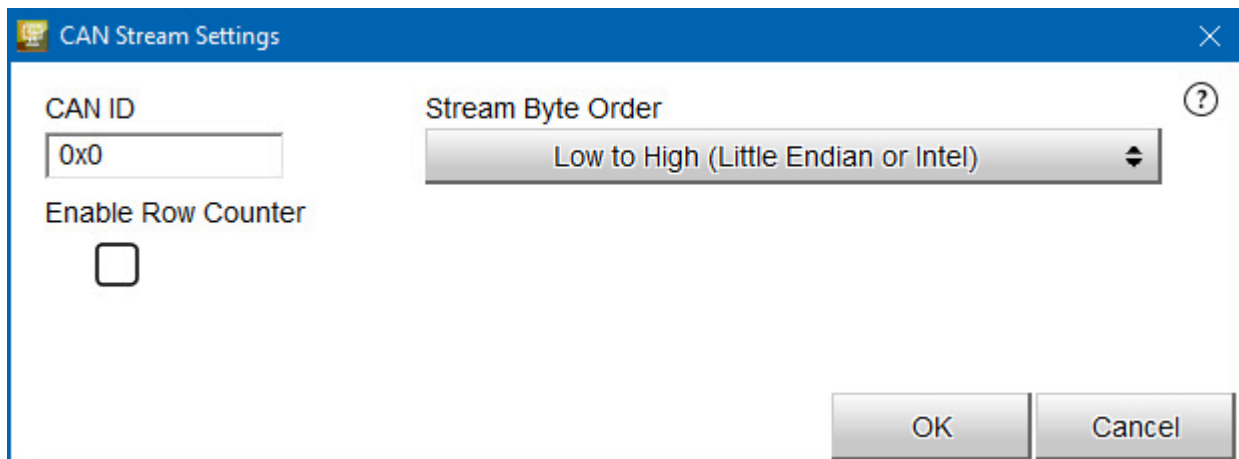 CAN Stream Settings
CAN ID
Stream Byte Order
?
0x0
Low to High (Little Endian or Intel)
Enable Row Counter
OK
Cancel